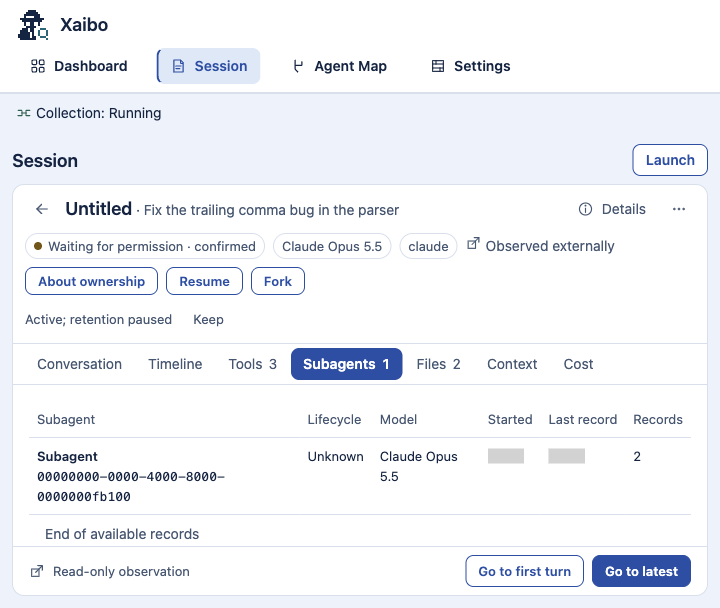 Xaibo
Dashboard Session Agent Map Settings
Collection: Running
Session Launch
Untitled · Fix the trailing comma bug in the parser Details
Waiting for permission · confirmed Claude Opus 5.5 claude Observed externally
About ownership Resume Fork
Active; retention paused Keep
Conversation Timeline Tools 3 Subagents 1 Files 2 Context Cost
Subagent Lifecycle Model Started Last record Records
Subagent Unknown Claude Opus 2
00000000-0000-4000-8000- 5.5
0000000fb100
End of available records
Read-only observation Go to first turn Go to latest